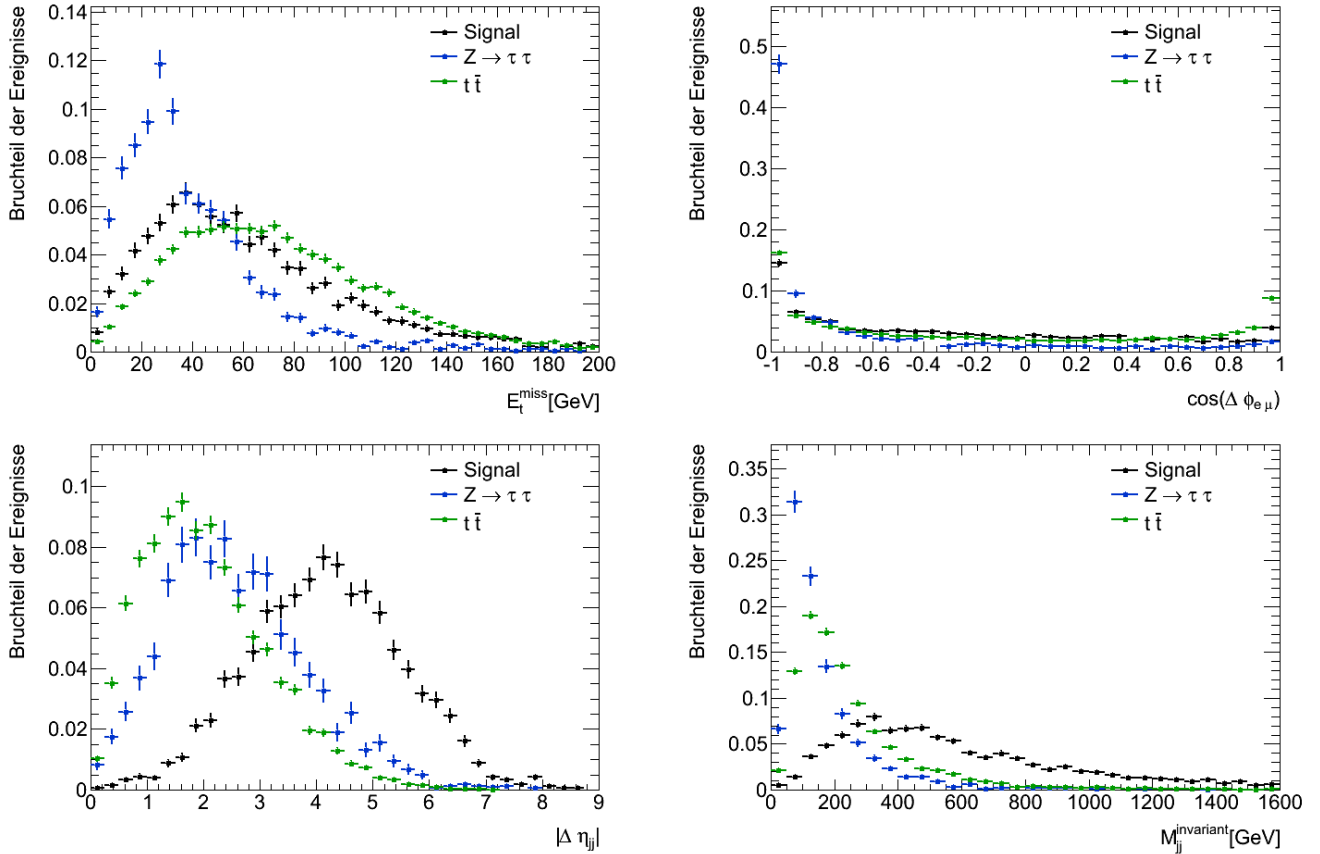 Bruchteil der Ereignisse
0.14
0.12
0.1
0.08
0.06
0.04
0.02
0
Signal
Z → τ τ
t t̄
0 20 40 60 80 100 120 140 160 180 200
E_t^miss[GeV]
Bruchteil der Ereignisse
0.5
0.4
0.3
0.2
0.1
0
Signal
Z → τ τ
t t̄
-1 -0.8 -0.6 -0.4 -0.2 0 0.2 0.4 0.6 0.8 1
cos(Δ ϕ_e μ)
Bruchteil der Ereignisse
0.1
0.08
0.06
0.04
0.02
0
Signal
Z → τ τ
t t̄
0 1 2 3 4 5 6 7 8 9
|Δ η_jj|
Bruchteil der Ereignisse
0.35
0.3
0.25
0.2
0.15
0.1
0.05
0
Signal
Z → τ τ
t t̄
0 200 400 600 800 1000 1200 1400 1600
M_jj^invariant[GeV]